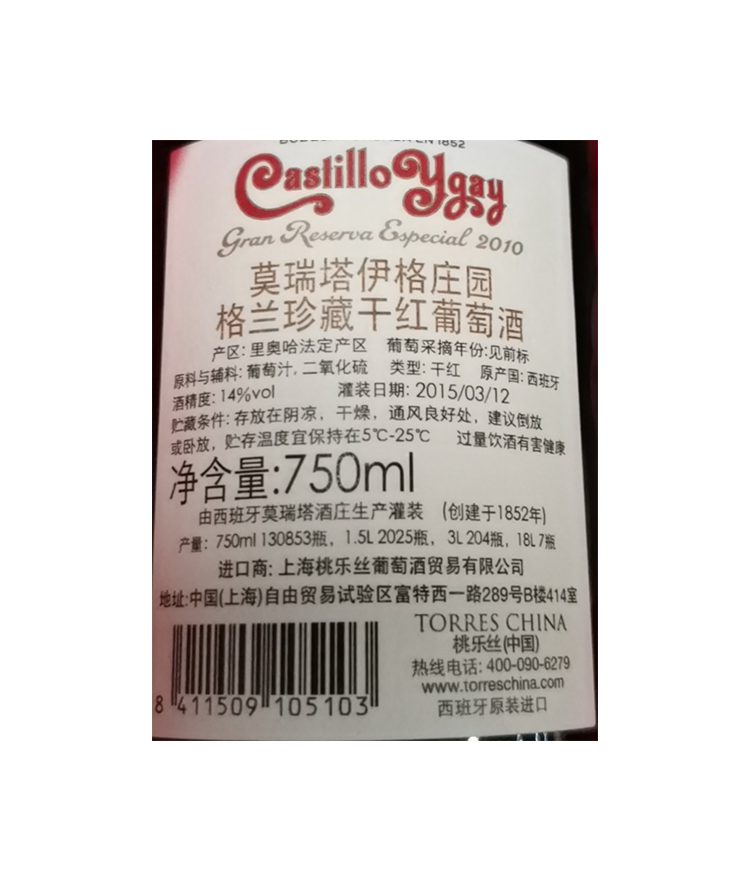 EN 1852
Castillo Ygay
Gran Reserva Especial 2010
莫瑞塔伊格庄园
格兰珍藏干红葡萄酒
产区: 里奥哈法定产区 葡萄采摘年份:见前标
原料与辅料: 葡萄汁, 二氧化硫 类型: 干红 原产国: 西班牙
酒精度: 14%vol 灌装日期: 2015/03/12
贮藏条件: 存放在阴凉，干燥，通风良好处，建议倒放
或卧放，贮存温度宜保持在5℃-25℃ 过量饮酒有害健康
净含量:750ml
由西班牙莫瑞塔酒庄生产灌装 (创建于1852年)
产量: 750ml 130853瓶，1.5L 2025瓶， 3L 204瓶, 18L 7瓶
进口商: 上海桃乐丝葡萄酒贸易有限公司
地址:中国(上海)自由贸易试验区富特西一路289号B楼414室
TORRES CHINA
桃乐丝(中国)
热线电话: 400-090-6279
www.torreschina.com
西班牙原装进口
8 411509 105103